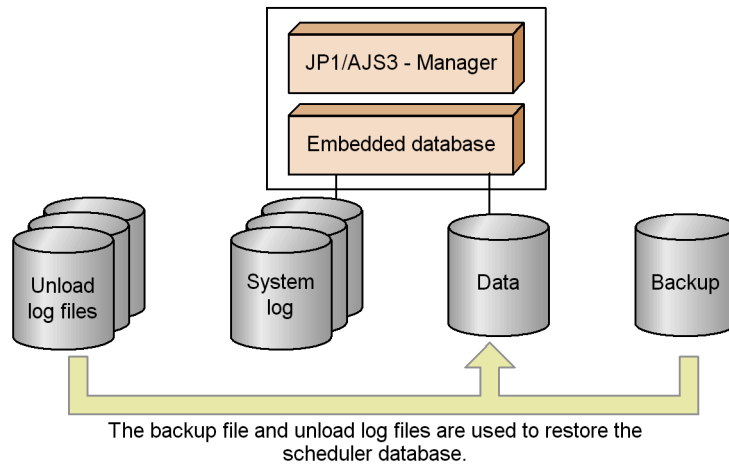 JP1/AJS3 - Manager
Embedded database
Unload
log files
System
log
Data
Backup
The backup file and unload log files are used to restore the
scheduler database.